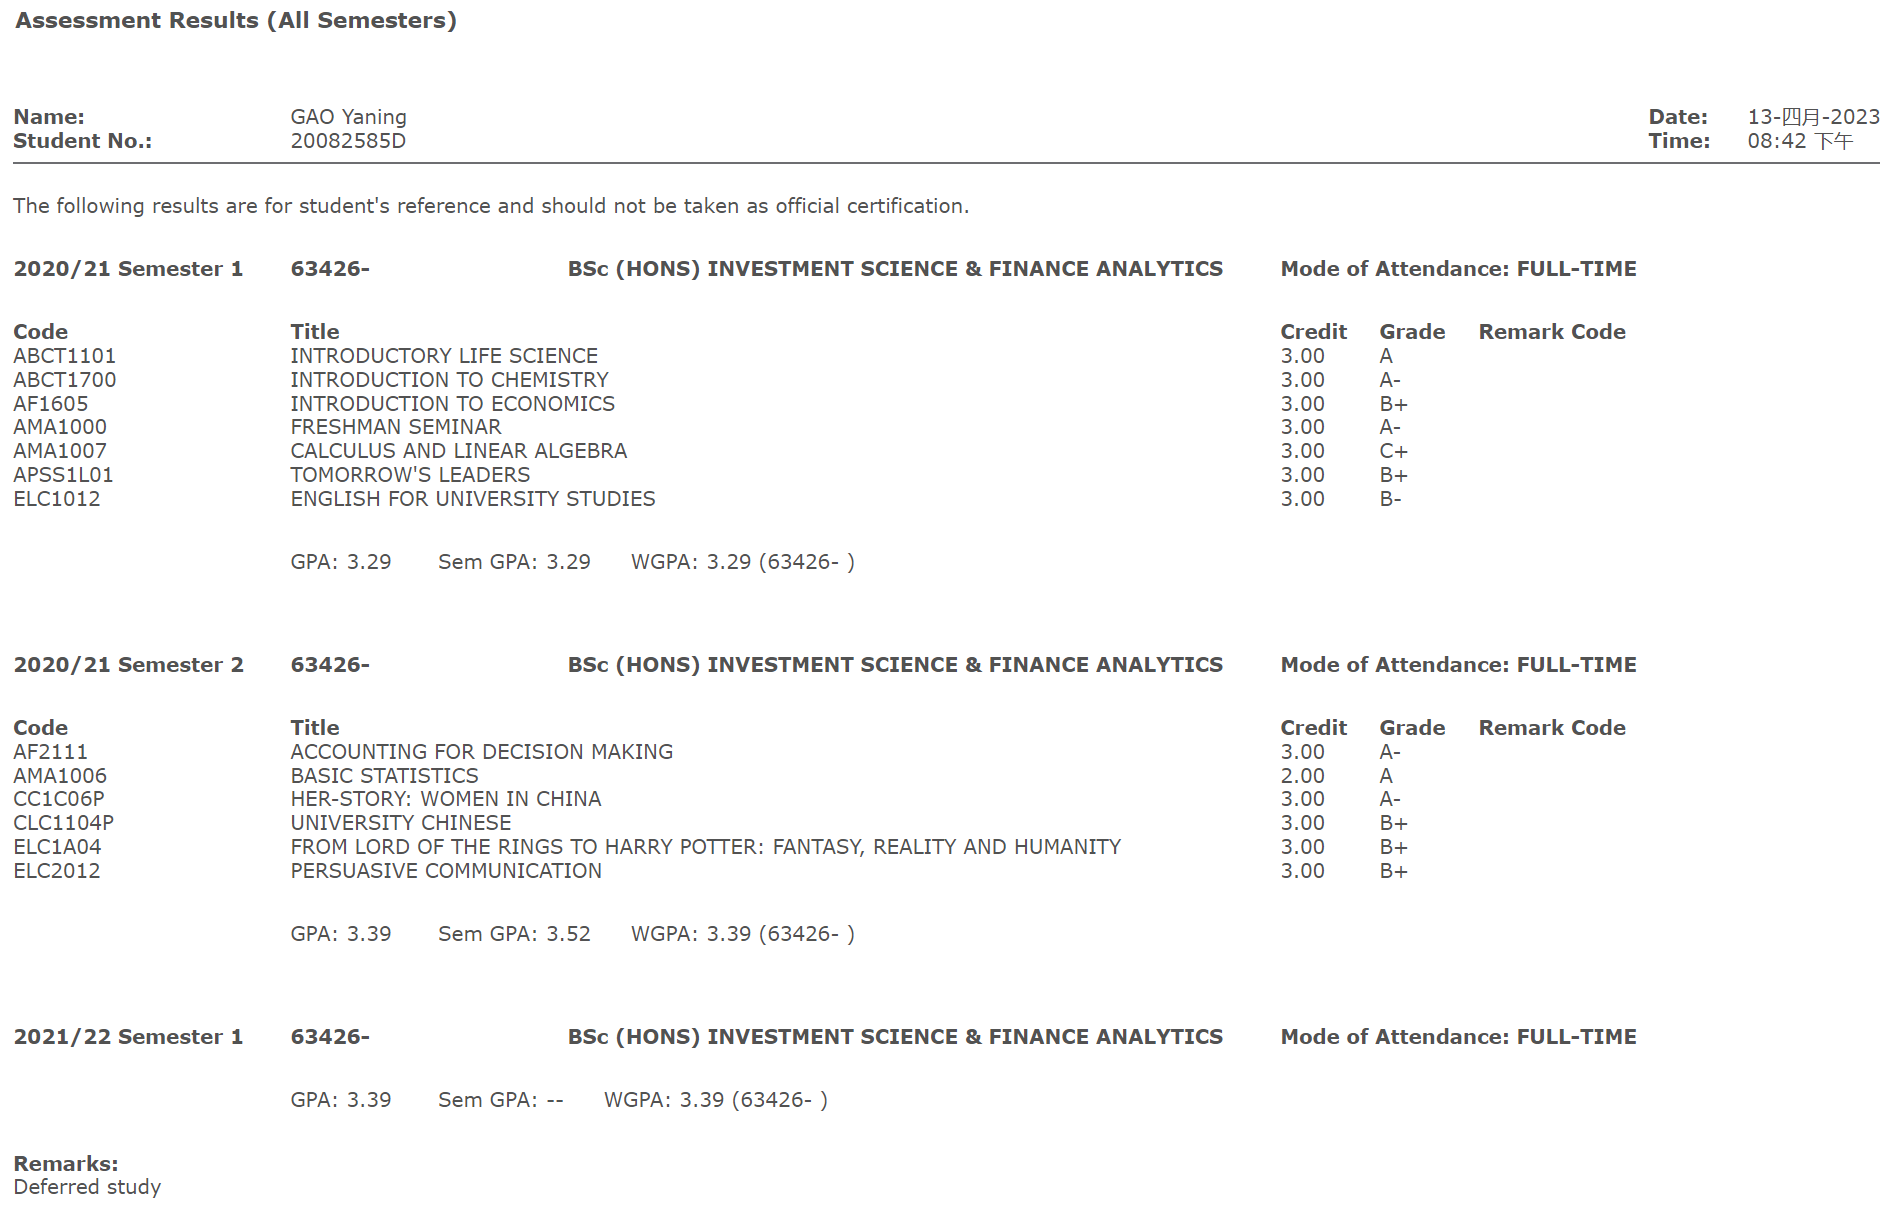 Assessment Results (All Semesters)
Name: GAO Yaning Date: 13-四月-2023
Student No.: 20082585D Time: 08:42 下午
The following results are for student's reference and should not be taken as official certification.
2020/21 Semester 1 63426- BSc (HONS) INVESTMENT SCIENCE & FINANCE ANALYTICS Mode of Attendance: FULL-TIME
Code Title Credit Grade Remark Code
ABCT1101 INTRODUCTORY LIFE SCIENCE 3.00 A
ABCT1700 INTRODUCTION TO CHEMISTRY 3.00 A-
AF1605 INTRODUCTION TO ECONOMICS 3.00 B+
AMA1000 FRESHMAN SEMINAR 3.00 A-
AMA1007 CALCULUS AND LINEAR ALGEBRA 3.00 C+
APSS1L01 TOMORROW'S LEADERS 3.00 B+
ELC1012 ENGLISH FOR UNIVERSITY STUDIES 3.00 B-
GPA: 3.29 Sem GPA: 3.29 WGPA: 3.29 (63426- )
2020/21 Semester 2 63426- BSc (HONS) INVESTMENT SCIENCE & FINANCE ANALYTICS Mode of Attendance: FULL-TIME
Code Title Credit Grade Remark Code
AF2111 ACCOUNTING FOR DECISION MAKING 3.00 A-
AMA1006 BASIC STATISTICS 2.00 A
CC1C06P HER-STORY: WOMEN IN CHINA 3.00 A-
CLC1104P UNIVERSITY CHINESE 3.00 B+
ELC1A04 FROM LORD OF THE RINGS TO HARRY POTTER: FANTASY, REALITY AND HUMANITY 3.00 B+
ELC2012 PERSUASIVE COMMUNICATION 3.00 B+
GPA: 3.39 Sem GPA: 3.52 WGPA: 3.39 (63426- )
2021/22 Semester 1 63426- BSc (HONS) INVESTMENT SCIENCE & FINANCE ANALYTICS Mode of Attendance: FULL-TIME
GPA: 3.39 Sem GPA: -- WGPA: 3.39 (63426- )
Remarks:
Deferred study